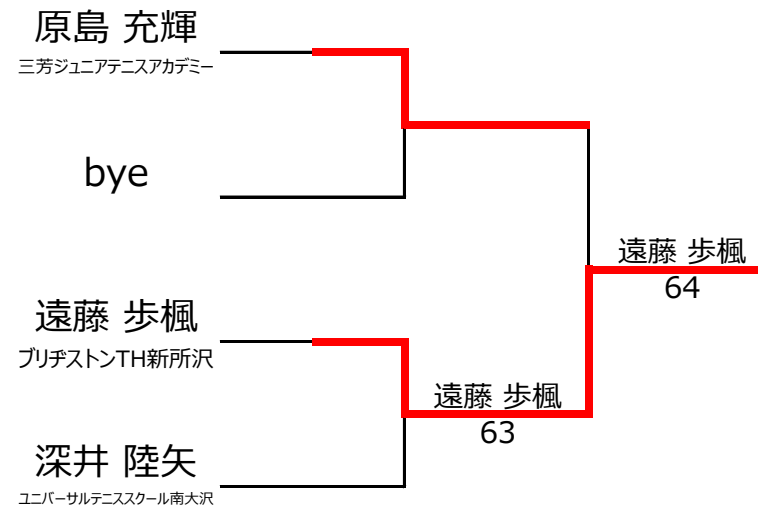 原島 充輝
三芳ジュニアテニスアカデミー
bye
遠藤 歩楓
ブリヂストンTH新所沢
深井 陸矢
ユニバーサルテニススクール南大沢
遠藤 歩楓
63
遠藤 歩楓
64